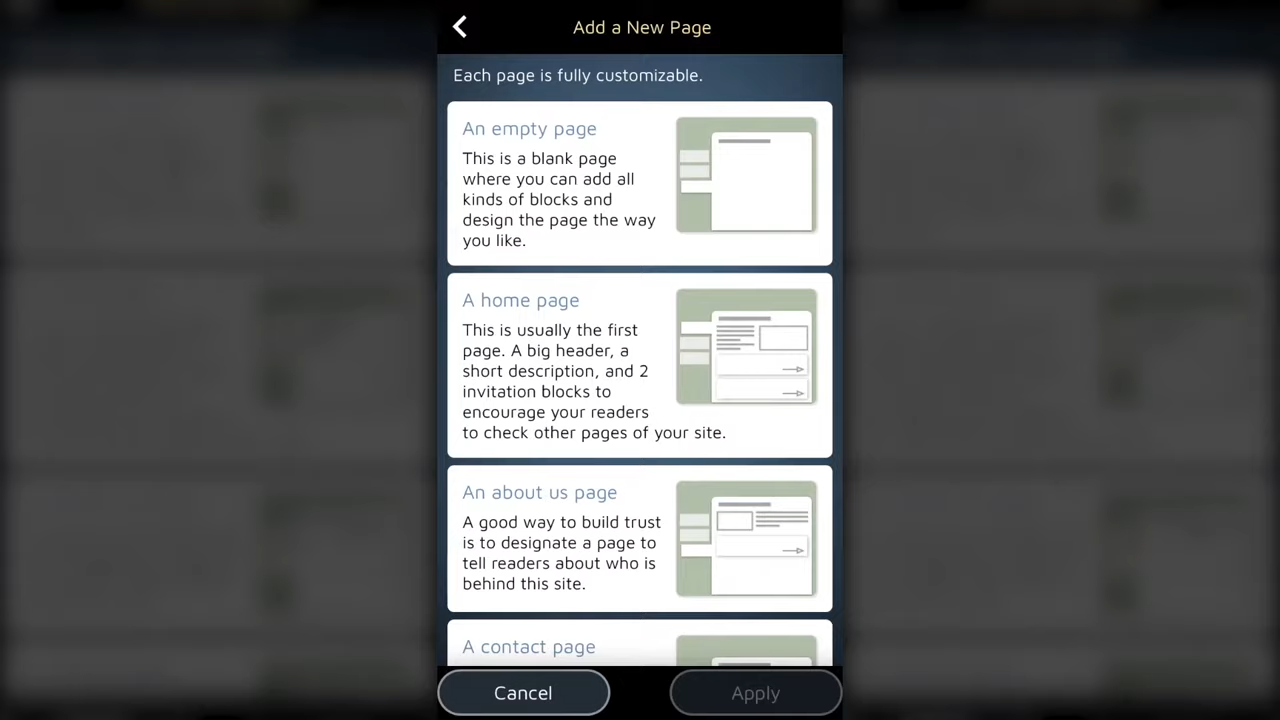 Add a New Page
Each page is fully customizable.
An empty page
This is a blank page
where you can add all
kinds of blocks and
design the page the way
you like.
A home page
This is usually the first
page. A big header, a
short description, and 2
invitation blocks to
encourage your readers
to check other pages of your site.
An about us page
A good way to build trust
is to designate a page to
tell readers about who is
behind this site.
A contact page
Cancel
Apply